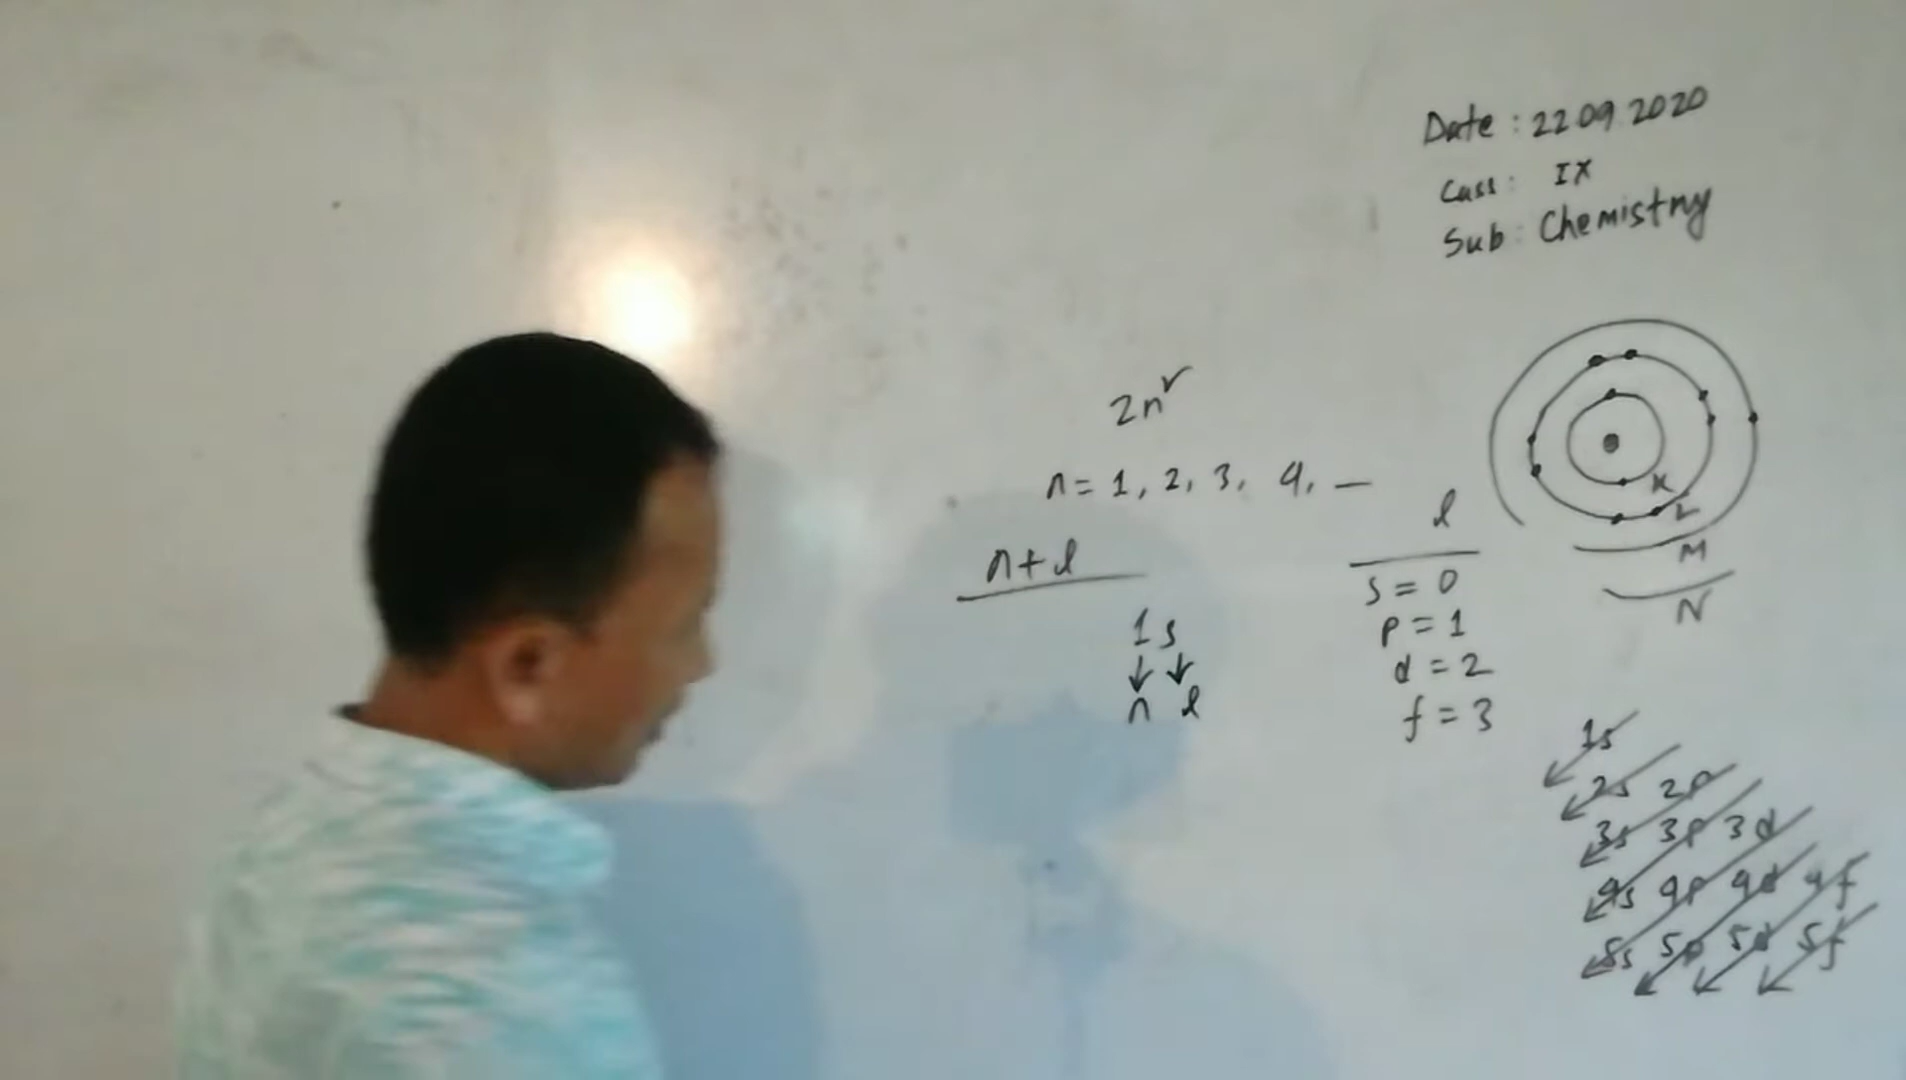 Date : 22.09.2020
Cass : IX
Sub : Chemistry
2n²
n = 1, 2, 3, 4, —
K
L
M
N
n + l
1s
↓ ↓
n l
l
s = 0
p = 1
d = 2
f = 3
1s
2s 2p
3s 3p 3d
4s 4p 4d 4f
5s 5p 5d 5f